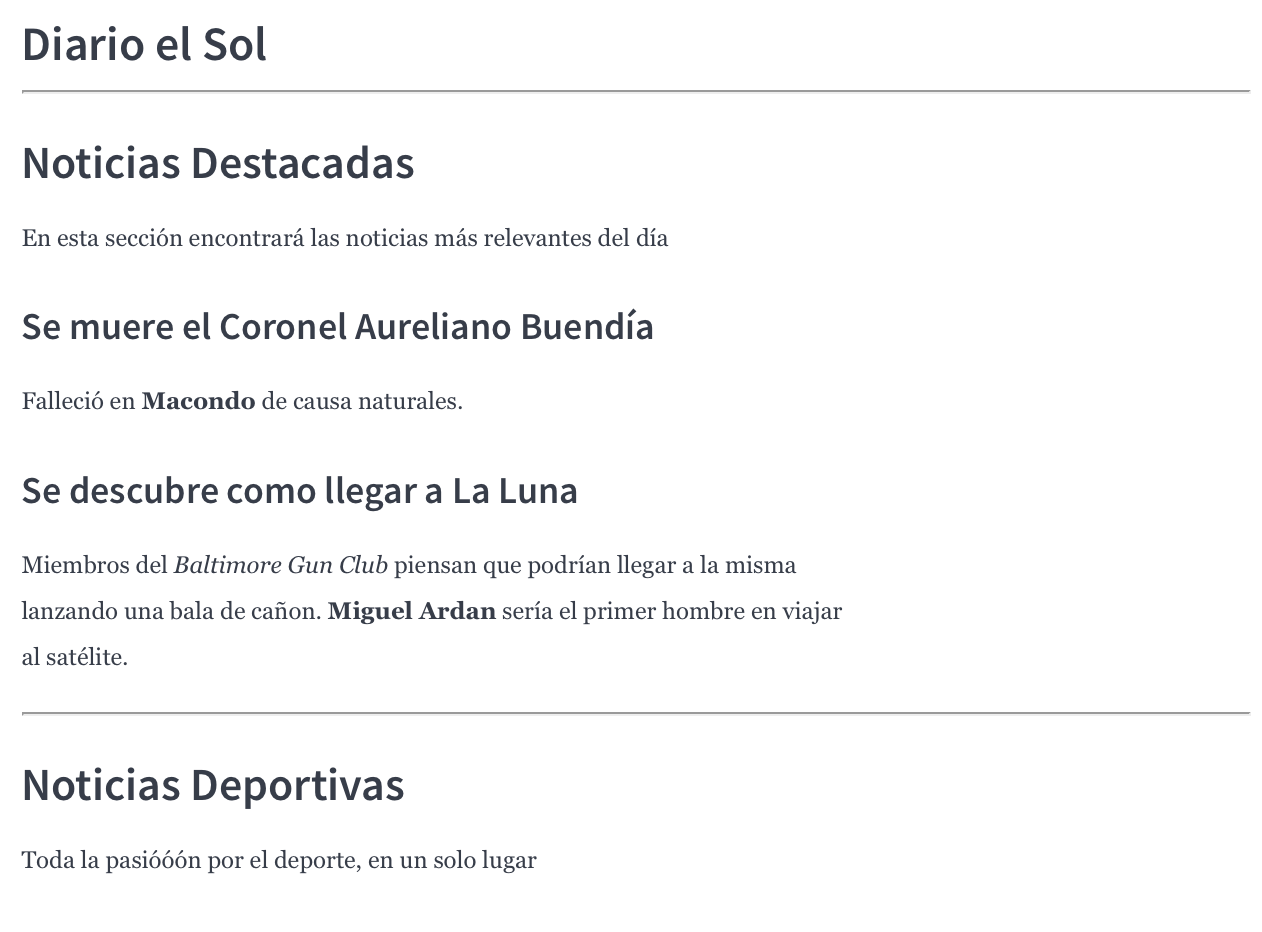 Diario el Sol
Noticias Destacadas
En esta sección encontrará las noticias más relevantes del día
Se muere el Coronel Aureliano Buendía
Falleció en Macondo de causa naturales.
Se descubre como llegar a La Luna
Miembros del Baltimore Gun Club piensan que podrían llegar a la misma
lanzando una bala de cañon. Miguel Ardan sería el primer hombre en viajar
al satélite.
Noticias Deportivas
Toda la pasióóón por el deporte, en un solo lugar